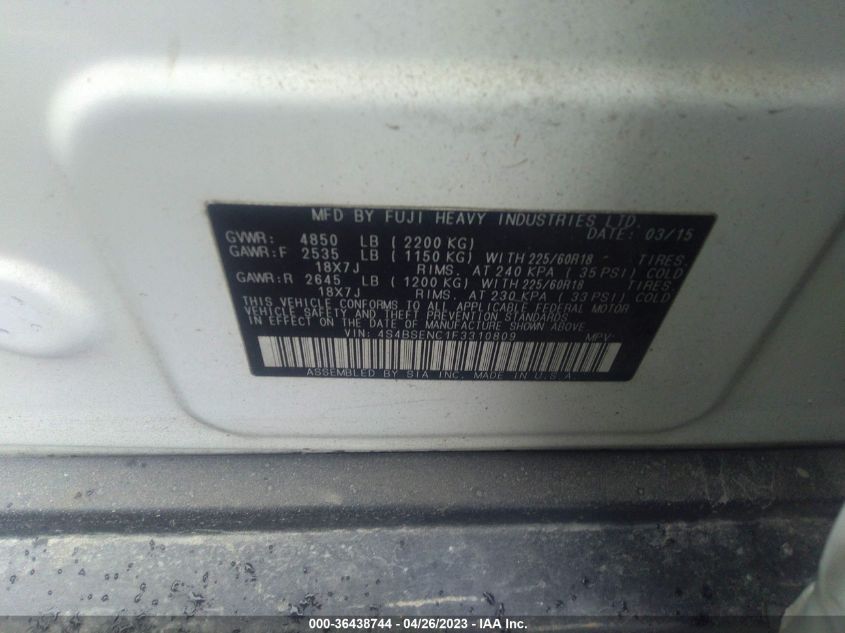 MFD BY FUJI HEAVY INDUSTRIES LTD.
DATE: 03/15
GVWR: 4850 LB ( 2200 KG)
GAWR:F 2535 LB ( 1150 KG) WITH 225/60R18 TIRES.
18X7J RIMS. AT 240 KPA ( 35 PSI) COLD
GAWR:R 2645 LB ( 1200 KG) WITH 225/60R18 TIRES.
18X7J RIMS. AT 230 KPA ( 33 PSI) COLD
THIS VEHICLE CONFORMS TO ALL APPLICABLE FEDERAL MOTOR
VEHICLE SAFETY AND THEFT PREVENTION STANDARDS
IN EFFECT ON THE DATE OF MANUFACTURE SHOWN ABOVE
VIN: 4S4BSENC1F3310809 MPV
ASSEMBLED BY SIA INC. MADE IN U.S.A.
000-36438744 - 04/26/2023 - IAA Inc.